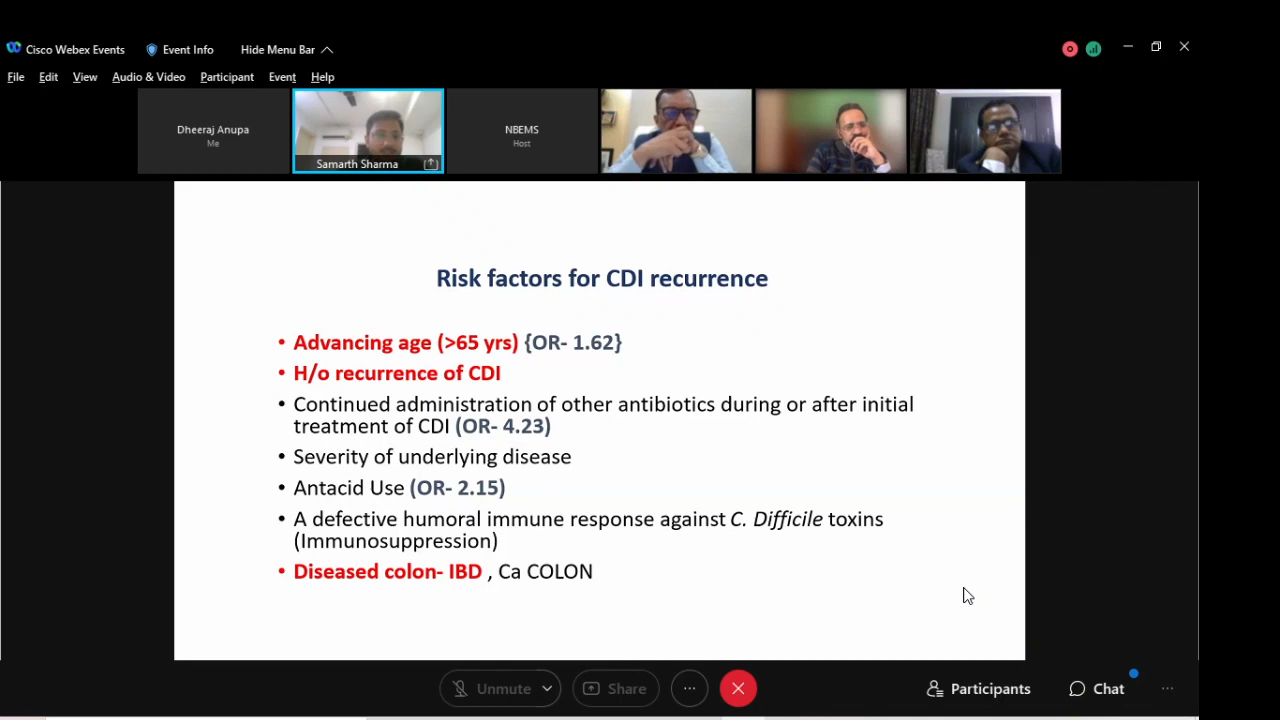 Cisco Webex Events
Event Info
Hide Menu Bar
File Edit View Audio & Video Participant Event Help
Dheeraj Anupa
Me
Samarth Sharma
NBEMS
Host
Risk factors for CDI recurrence
• Advancing age (>65 yrs) {OR- 1.62}
• H/o recurrence of CDI
• Continued administration of other antibiotics during or after initial
treatment of CDI (OR- 4.23)
• Severity of underlying disease
• Antacid Use (OR- 2.15)
• A defective humoral immune response against C. Difficile toxins
(Immunosuppression)
• Diseased colon- IBD , Ca COLON
Unmute
Share
Participants
Chat